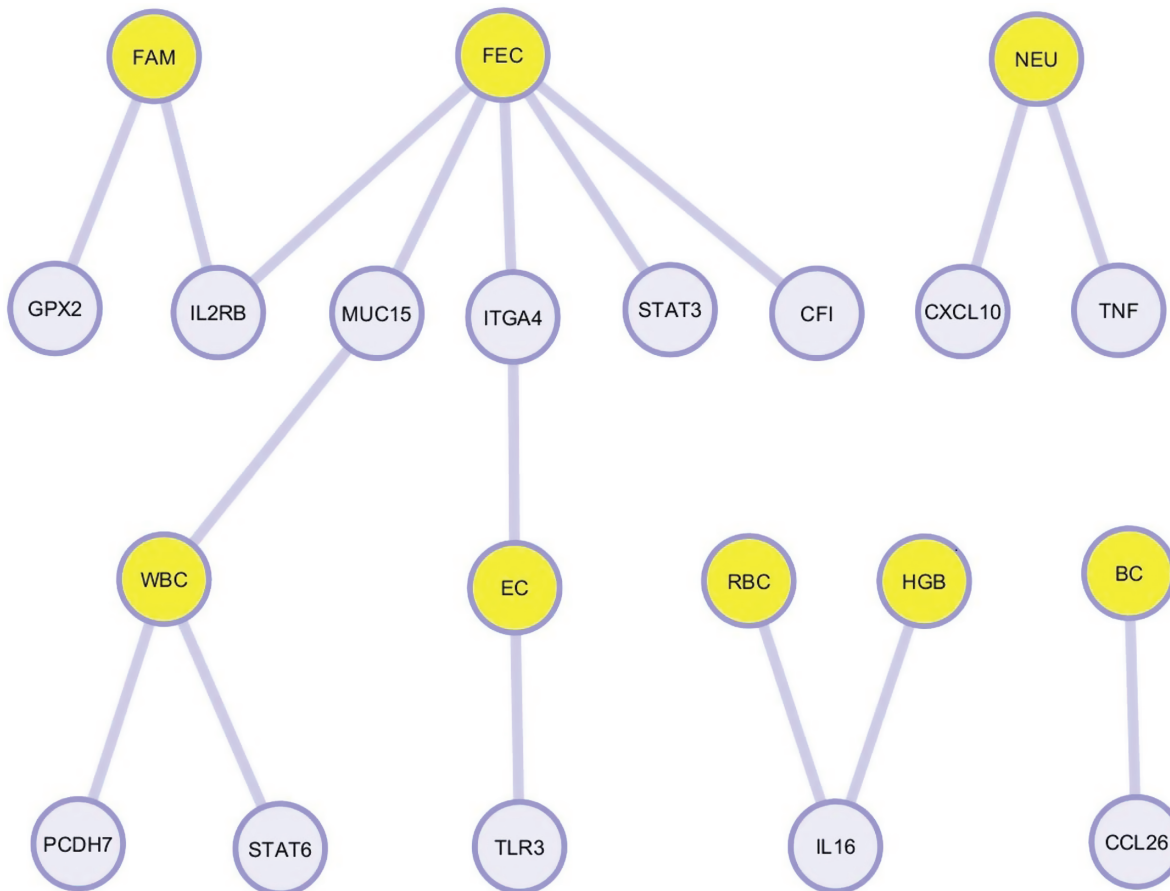 FAM
FEC
NEU
GPX2
IL2RB
MUC15
ITGA4
STAT3
CFI
CXCL10
TNF
WBC
EC
RBC
HGB
BC
PCDH7
STAT6
TLR3
IL16
CCL26